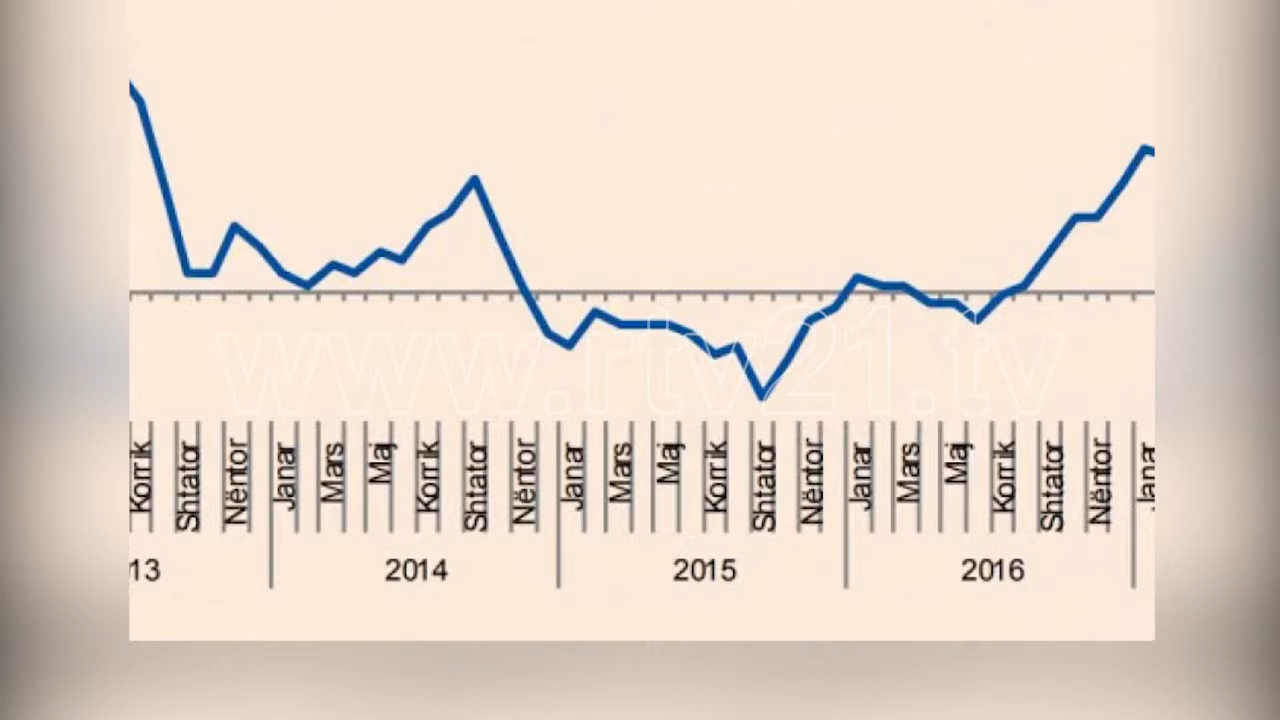 www.rtv21.tv
Korrik Shtator Nëntor Janar Mars Maj Korrik Shtator Nëntor Janar Mars Maj Korrik Shtator Nëntor Janar Mars Maj Korrik Shtator Nëntor Janar
13 2014 2015 2016